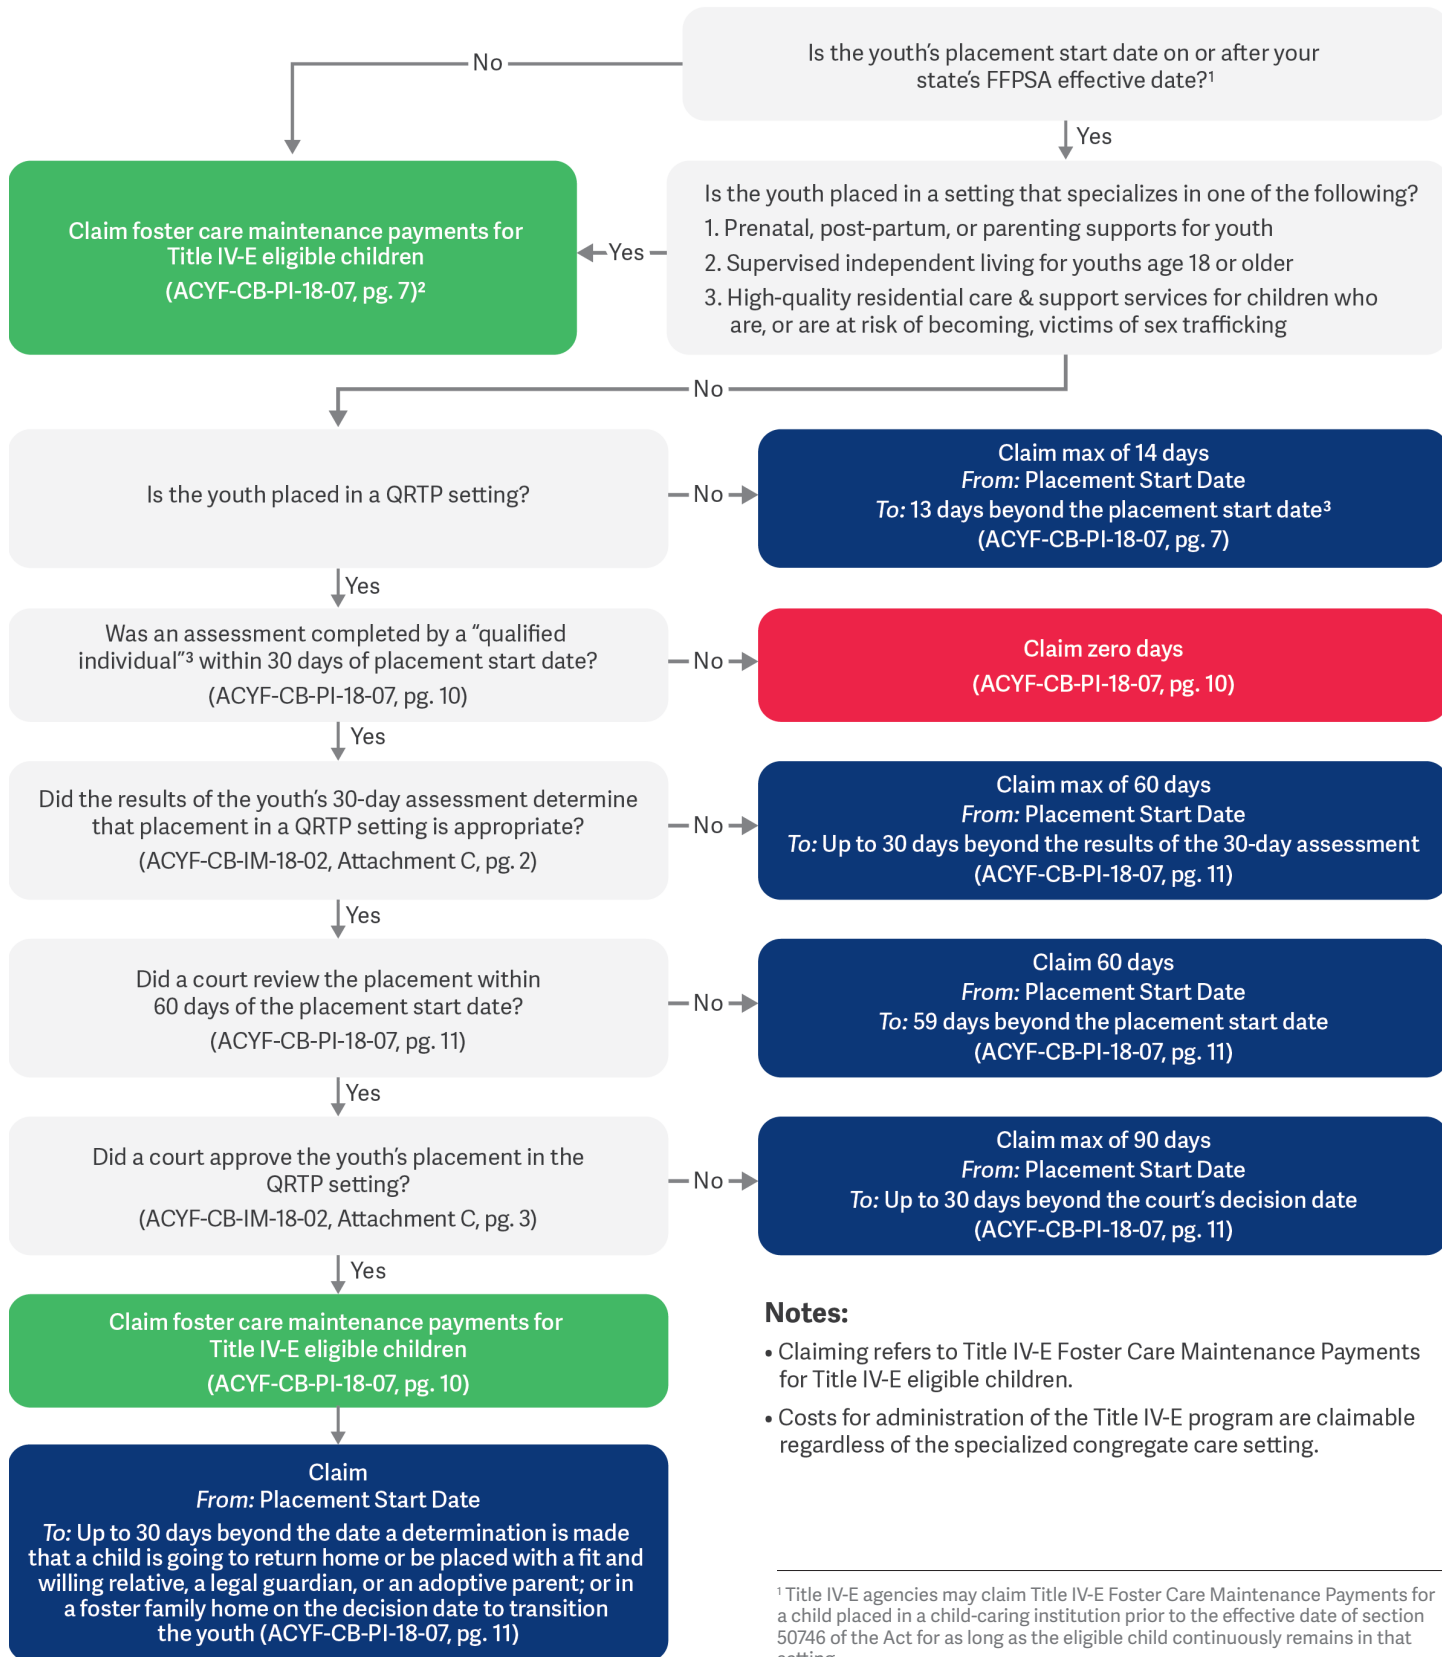 Is the youth’s placement start date on or after your
state’s FFPSA effective date?¹
No
Yes
Claim foster care maintenance payments for
Title IV-E eligible children
(ACYF-CB-PI-18-07, pg. 7)²
Yes
Is the youth placed in a setting that specializes in one of the following?
1. Prenatal, post-partum, or parenting supports for youth
2. Supervised independent living for youths age 18 or older
3. High-quality residential care & support services for children who
are, or are at risk of becoming, victims of sex trafficking
No
Is the youth placed in a QRTP setting?
No
Claim max of 14 days
From: Placement Start Date
To: 13 days beyond the placement start date³
(ACYF-CB-PI-18-07, pg. 7)
Yes
Was an assessment completed by a “qualified
individual”³ within 30 days of placement start date?
(ACYF-CB-PI-18-07, pg. 10)
No
Claim zero days
(ACYF-CB-PI-18-07, pg. 10)
Yes
Did the results of the youth’s 30-day assessment determine
that placement in a QRTP setting is appropriate?
(ACYF-CB-IM-18-02, Attachment C, pg. 2)
No
Claim max of 60 days
From: Placement Start Date
To: Up to 30 days beyond the results of the 30-day assessment
(ACYF-CB-PI-18-07, pg. 11)
Yes
Did a court review the placement within
60 days of the placement start date?
(ACYF-CB-PI-18-07, pg. 11)
No
Claim 60 days
From: Placement Start Date
To: 59 days beyond the placement start date
(ACYF-CB-PI-18-07, pg. 11)
Yes
Did a court approve the youth’s placement in the
QRTP setting?
(ACYF-CB-IM-18-02, Attachment C, pg. 3)
No
Claim max of 90 days
From: Placement Start Date
To: Up to 30 days beyond the court’s decision date
(ACYF-CB-PI-18-07, pg. 11)
Yes
Claim foster care maintenance payments for
Title IV-E eligible children
(ACYF-CB-PI-18-07, pg. 10)
Claim
From: Placement Start Date
To: Up to 30 days beyond the date a determination is made
that a child is going to return home or be placed with a fit and
willing relative, a legal guardian, or an adoptive parent; or in
a foster family home on the decision date to transition
the youth (ACYF-CB-PI-18-07, pg. 11)
Notes:
• Claiming refers to Title IV-E Foster Care Maintenance Payments
for Title IV-E eligible children.
• Costs for administration of the Title IV-E program are claimable
regardless of the specialized congregate care setting.
¹ Title IV-E agencies may claim Title IV-E Foster Care Maintenance Payments for
a child placed in a child-caring institution prior to the effective date of section
50746 of the Act for as long as the eligible child continuously remains in that